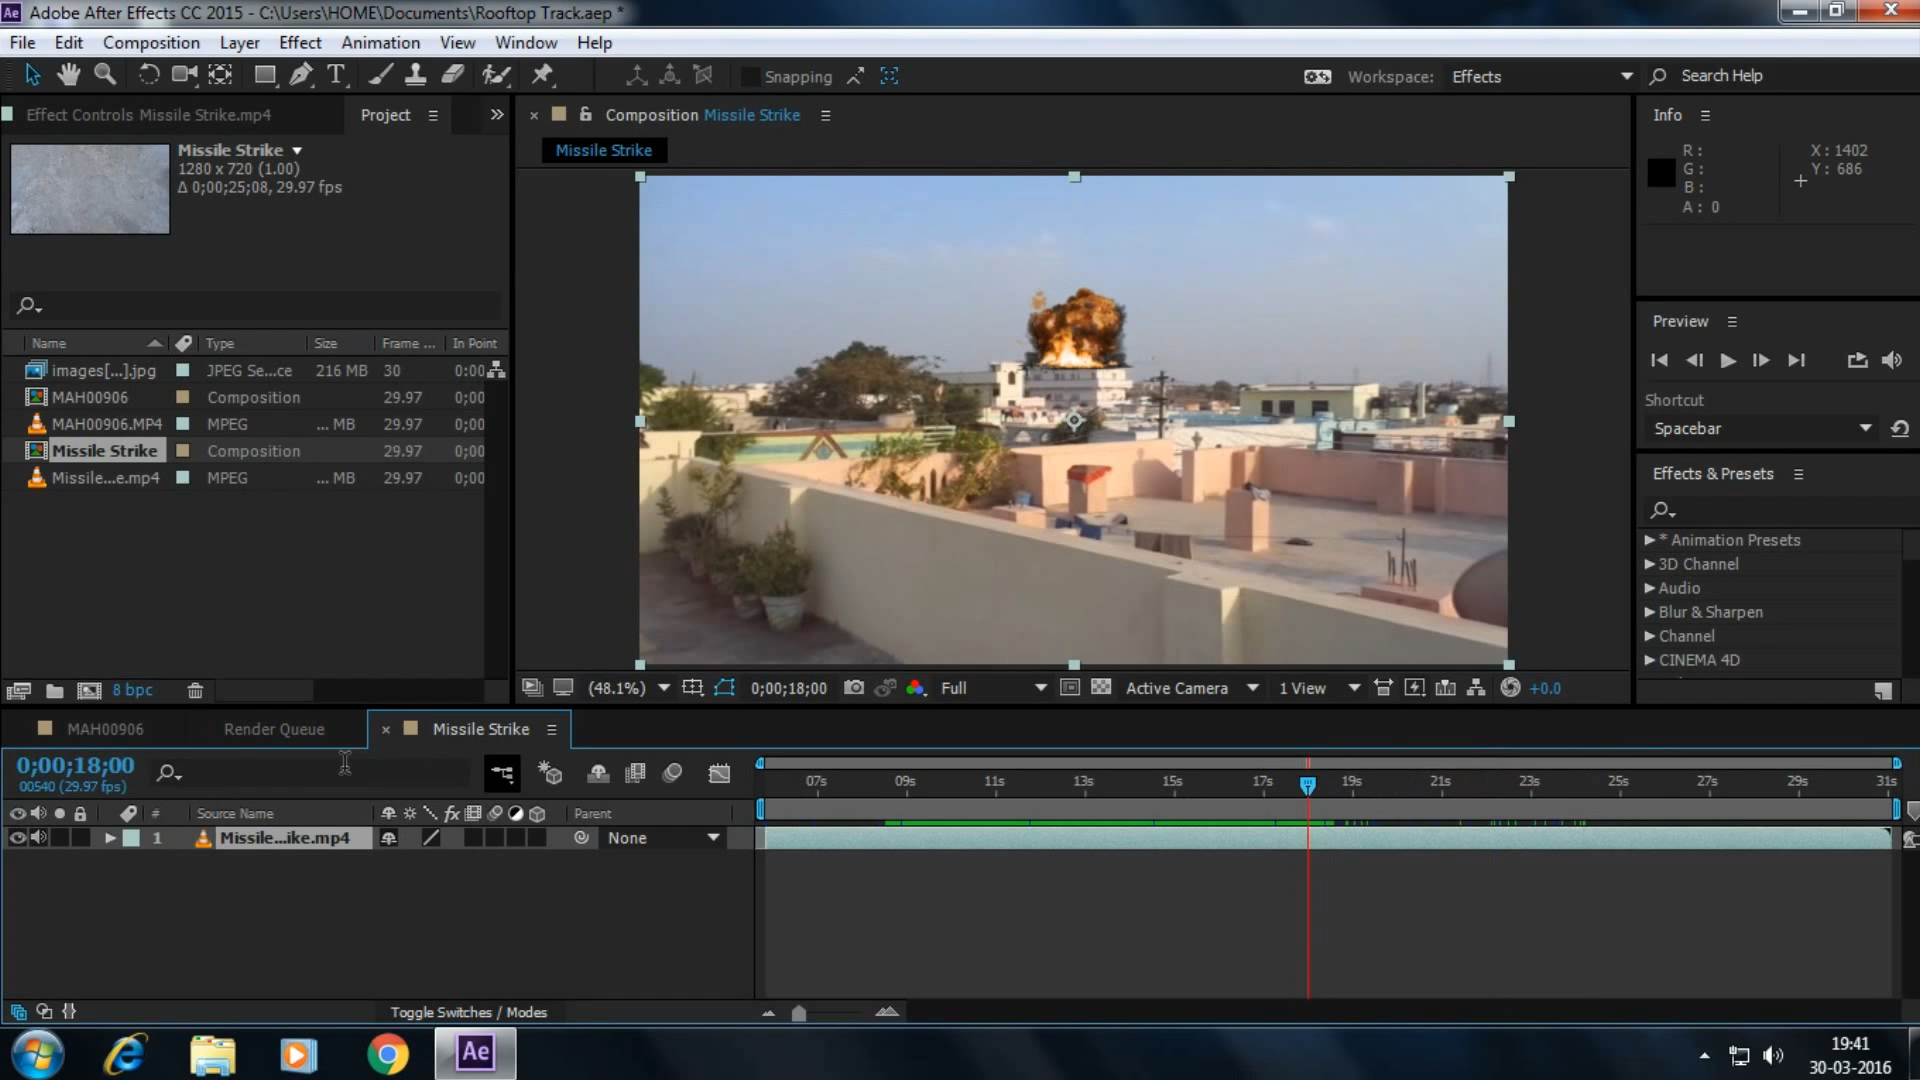 Ae Adobe After Effects CC 2015 - C:\Users\HOME\Documents\Rooftop Track.aep *
File Edit Composition Layer Effect Animation View Window Help
Snapping Workspace: Effects Search Help
Effect Controls Missile Strike.mp4 Project
Composition Missile Strike
Info
Missile Strike
1280 x 720 (1.00)
Δ 0;00;25;08, 29.97 fps
Missile Strike
R:
G:
B:
A: 0
X: 1402
Y: 686
Preview
Shortcut
Spacebar
Name Type Size Frame ... In Point
images[...].jpg JPEG Se...ce 216 MB 30 0:00
MAH00906 Composition 29.97 0;00
MAH00906.MP4 MPEG ... MB 29.97 0;00
Missile Strike Composition 29.97 0;00
Missile...e.mp4 MPEG ... MB 29.97 0;00
Effects & Presets
* Animation Presets
3D Channel
Audio
Blur & Sharpen
Channel
CINEMA 4D
8 bpc
(48.1%) 0;00;18;00 Full Active Camera 1 View +0.0
MAH00906 Render Queue Missile Strike
0;00;18;00
00540 (29.97 fps)
07s 09s 11s 13s 15s 17s 19s 21s 23s 25s 27s 29s 31s
# Source Name fx Parent
1 Missile...ike.mp4 None
Toggle Switches / Modes
Ae
19:41
30-03-2016